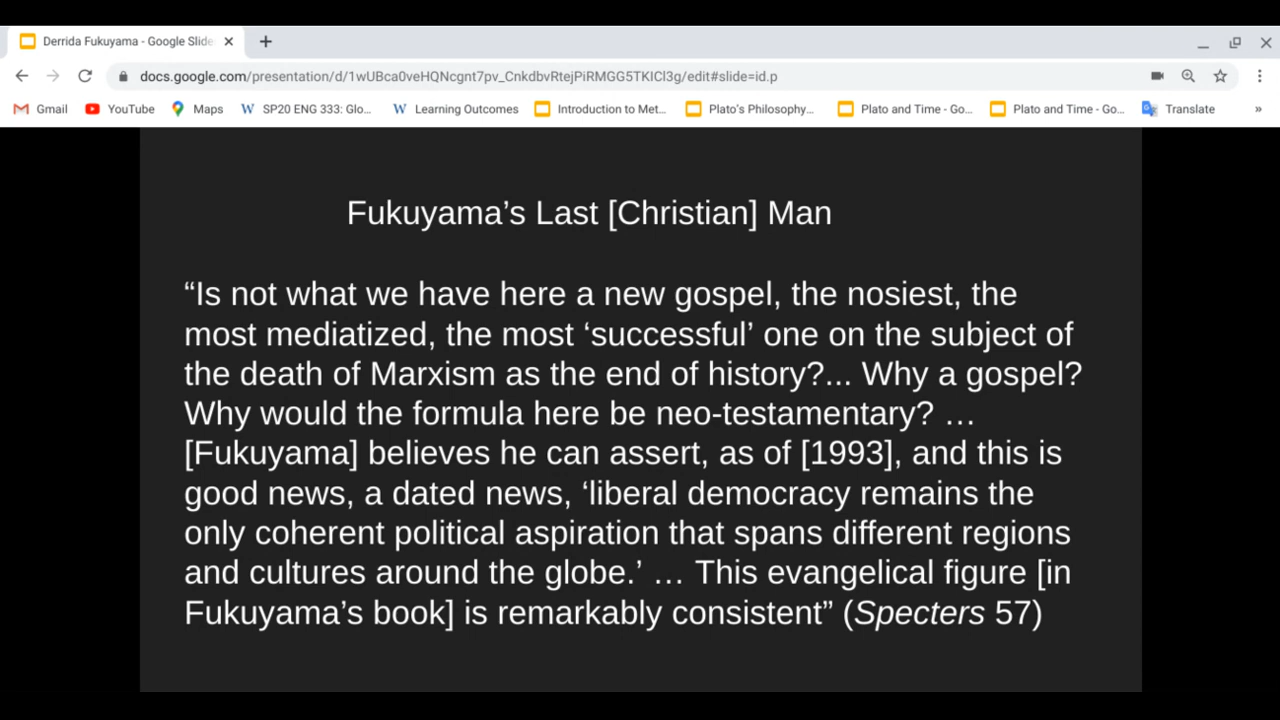 Derrida Fukuyama - Google Slide
docs.google.com/presentation/d/1wUBca0veHQNcgnt7pv_CnkdbvRtejPiRMGG5TKICl3g/edit#slide=id.p
Gmail YouTube Maps SP20 ENG 333: Glo... Learning Outcomes Introduction to Met... Plato's Philosophy... Plato and Time - Go... Plato and Time - Go... Translate »
Fukuyama’s Last [Christian] Man
“Is not what we have here a new gospel, the nosiest, the
most mediatized, the most ‘successful’ one on the subject of
the death of Marxism as the end of history?... Why a gospel?
Why would the formula here be neo-testamentary? …
[Fukuyama] believes he can assert, as of [1993], and this is
good news, a dated news, ‘liberal democracy remains the
only coherent political aspiration that spans different regions
and cultures around the globe.’ … This evangelical figure [in
Fukuyama’s book] is remarkably consistent” (Specters 57)